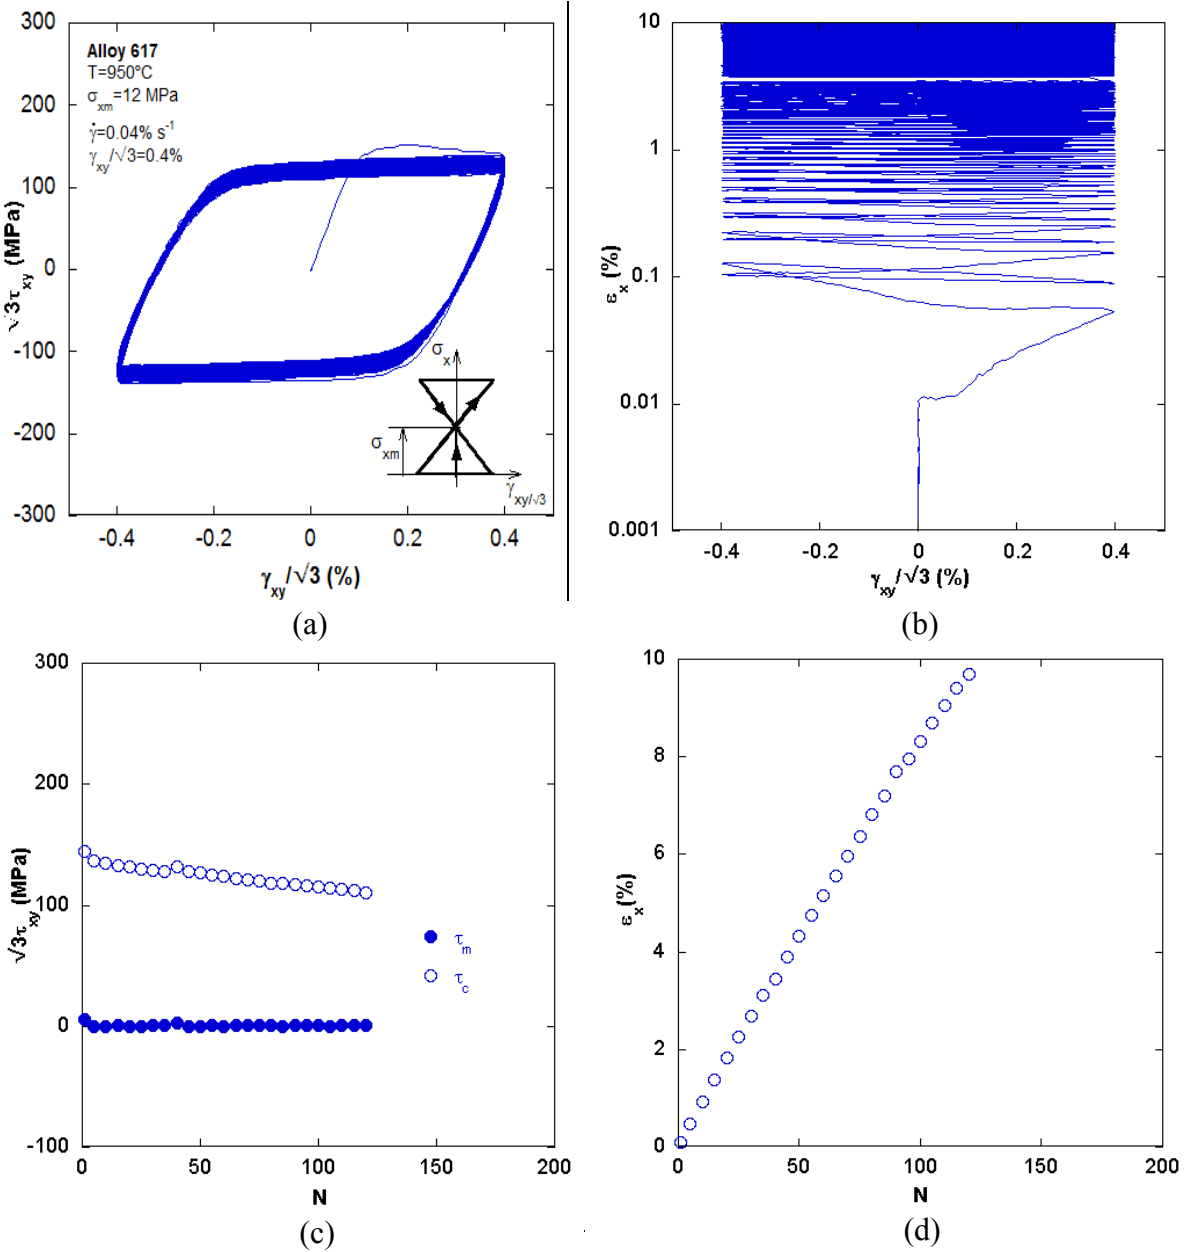 300
200
100
0
-100
-200
-300
√3τxy (MPa)
Alloy 617
T=950°C
σxm=12 MPa
γ̇=0.04% s-1
γxy/√3=0.4%
σx
σxm
γxy/√3
-0.4 -0.2 0 0.2 0.4
γxy/√3 (%)
(a)
10
1
0.1
0.01
0.001
εx (%)
-0.4 -0.2 0 0.2 0.4
γxy/√3 (%)
(b)
300
200
100
0
-100
√3τxy (MPa)
τm
τc
0 50 100 150 200
N
(c)
10
8
6
4
2
0
εx(%)
0 50 100 150 200
N
(d)